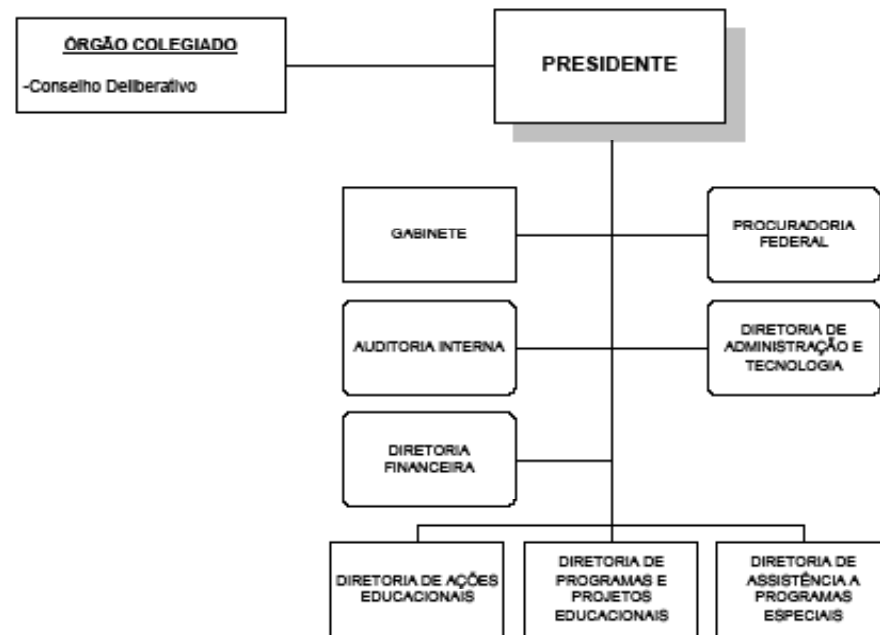 ÓRGÃO COLEGIADO
-Conselho Deliberativo
PRESIDENTE
GABINETE
PROCURADORIA
FEDERAL
AUDITORIA INTERNA
DIRETORIA DE
ADMINISTRAÇÃO E
TECNOLOGIA
DIRETORIA
FINANCEIRA
DIRETORIA DE AÇÕES
EDUCACIONAIS
DIRETORIA DE
PROGRAMAS E
PROJETOS
EDUCACIONAIS
DIRETORIA DE
ASSISTÊNCIA A
PROGRAMAS
ESPECIAIS